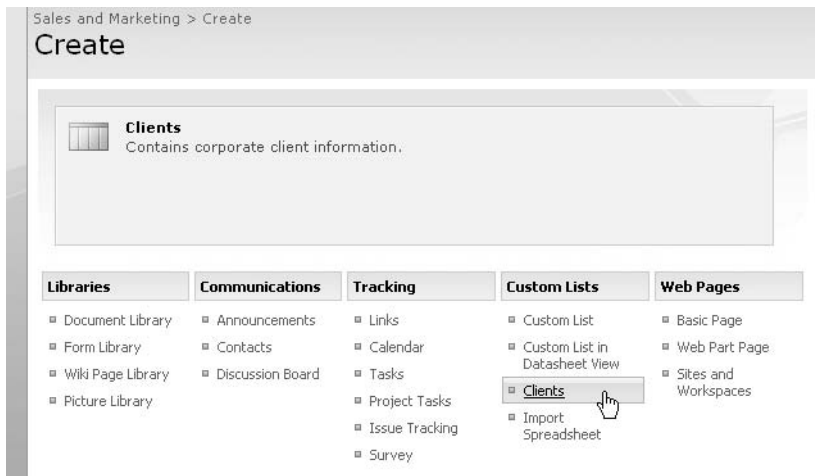 Sales and Marketing > Create
Create
Clients
Contains corporate client information.
Libraries
Document Library
Form Library
Wiki Page Library
Picture Library
Communications
Announcements
Contacts
Discussion Board
Tracking
Links
Calendar
Tasks
Project Tasks
Issue Tracking
Survey
Custom Lists
Custom List
Custom List in
Datasheet View
Clients
Import
Spreadsheet
Web Pages
Basic Page
Web Part Page
Sites and
Workspaces